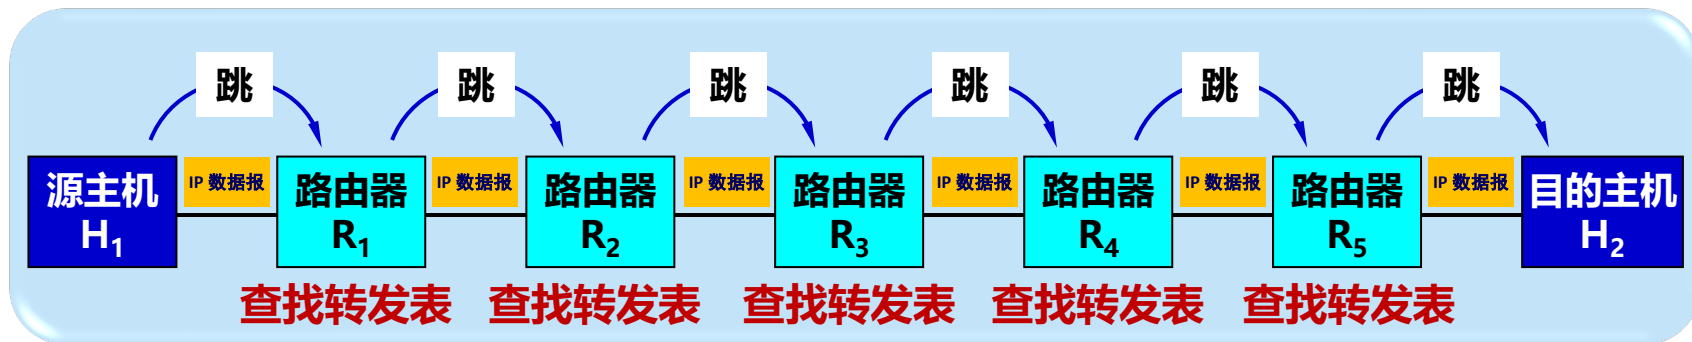 跳 跳 跳 跳 跳 跳
源主机 IP 数据报 路由器 IP 数据报 路由器 IP 数据报 路由器 IP 数据报 路由器 IP 数据报 路由器 IP 数据报 目的主机
H1 R1 R2 R3 R4 R5 H2
查找转发表 查找转发表 查找转发表 查找转发表 查找转发表